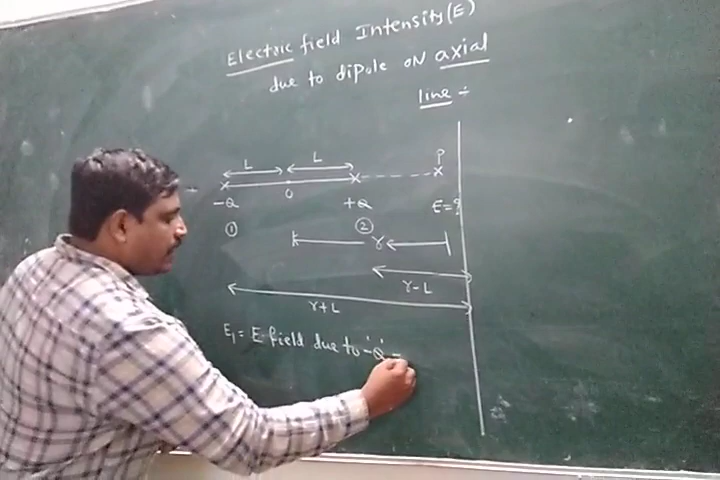 Electric field Intensity (E)
due to dipole on axial
line ÷
L L P
-Q O +Q E=?
① ②
r
r-L
r+L
E₁ = E-field due to '-Q' =